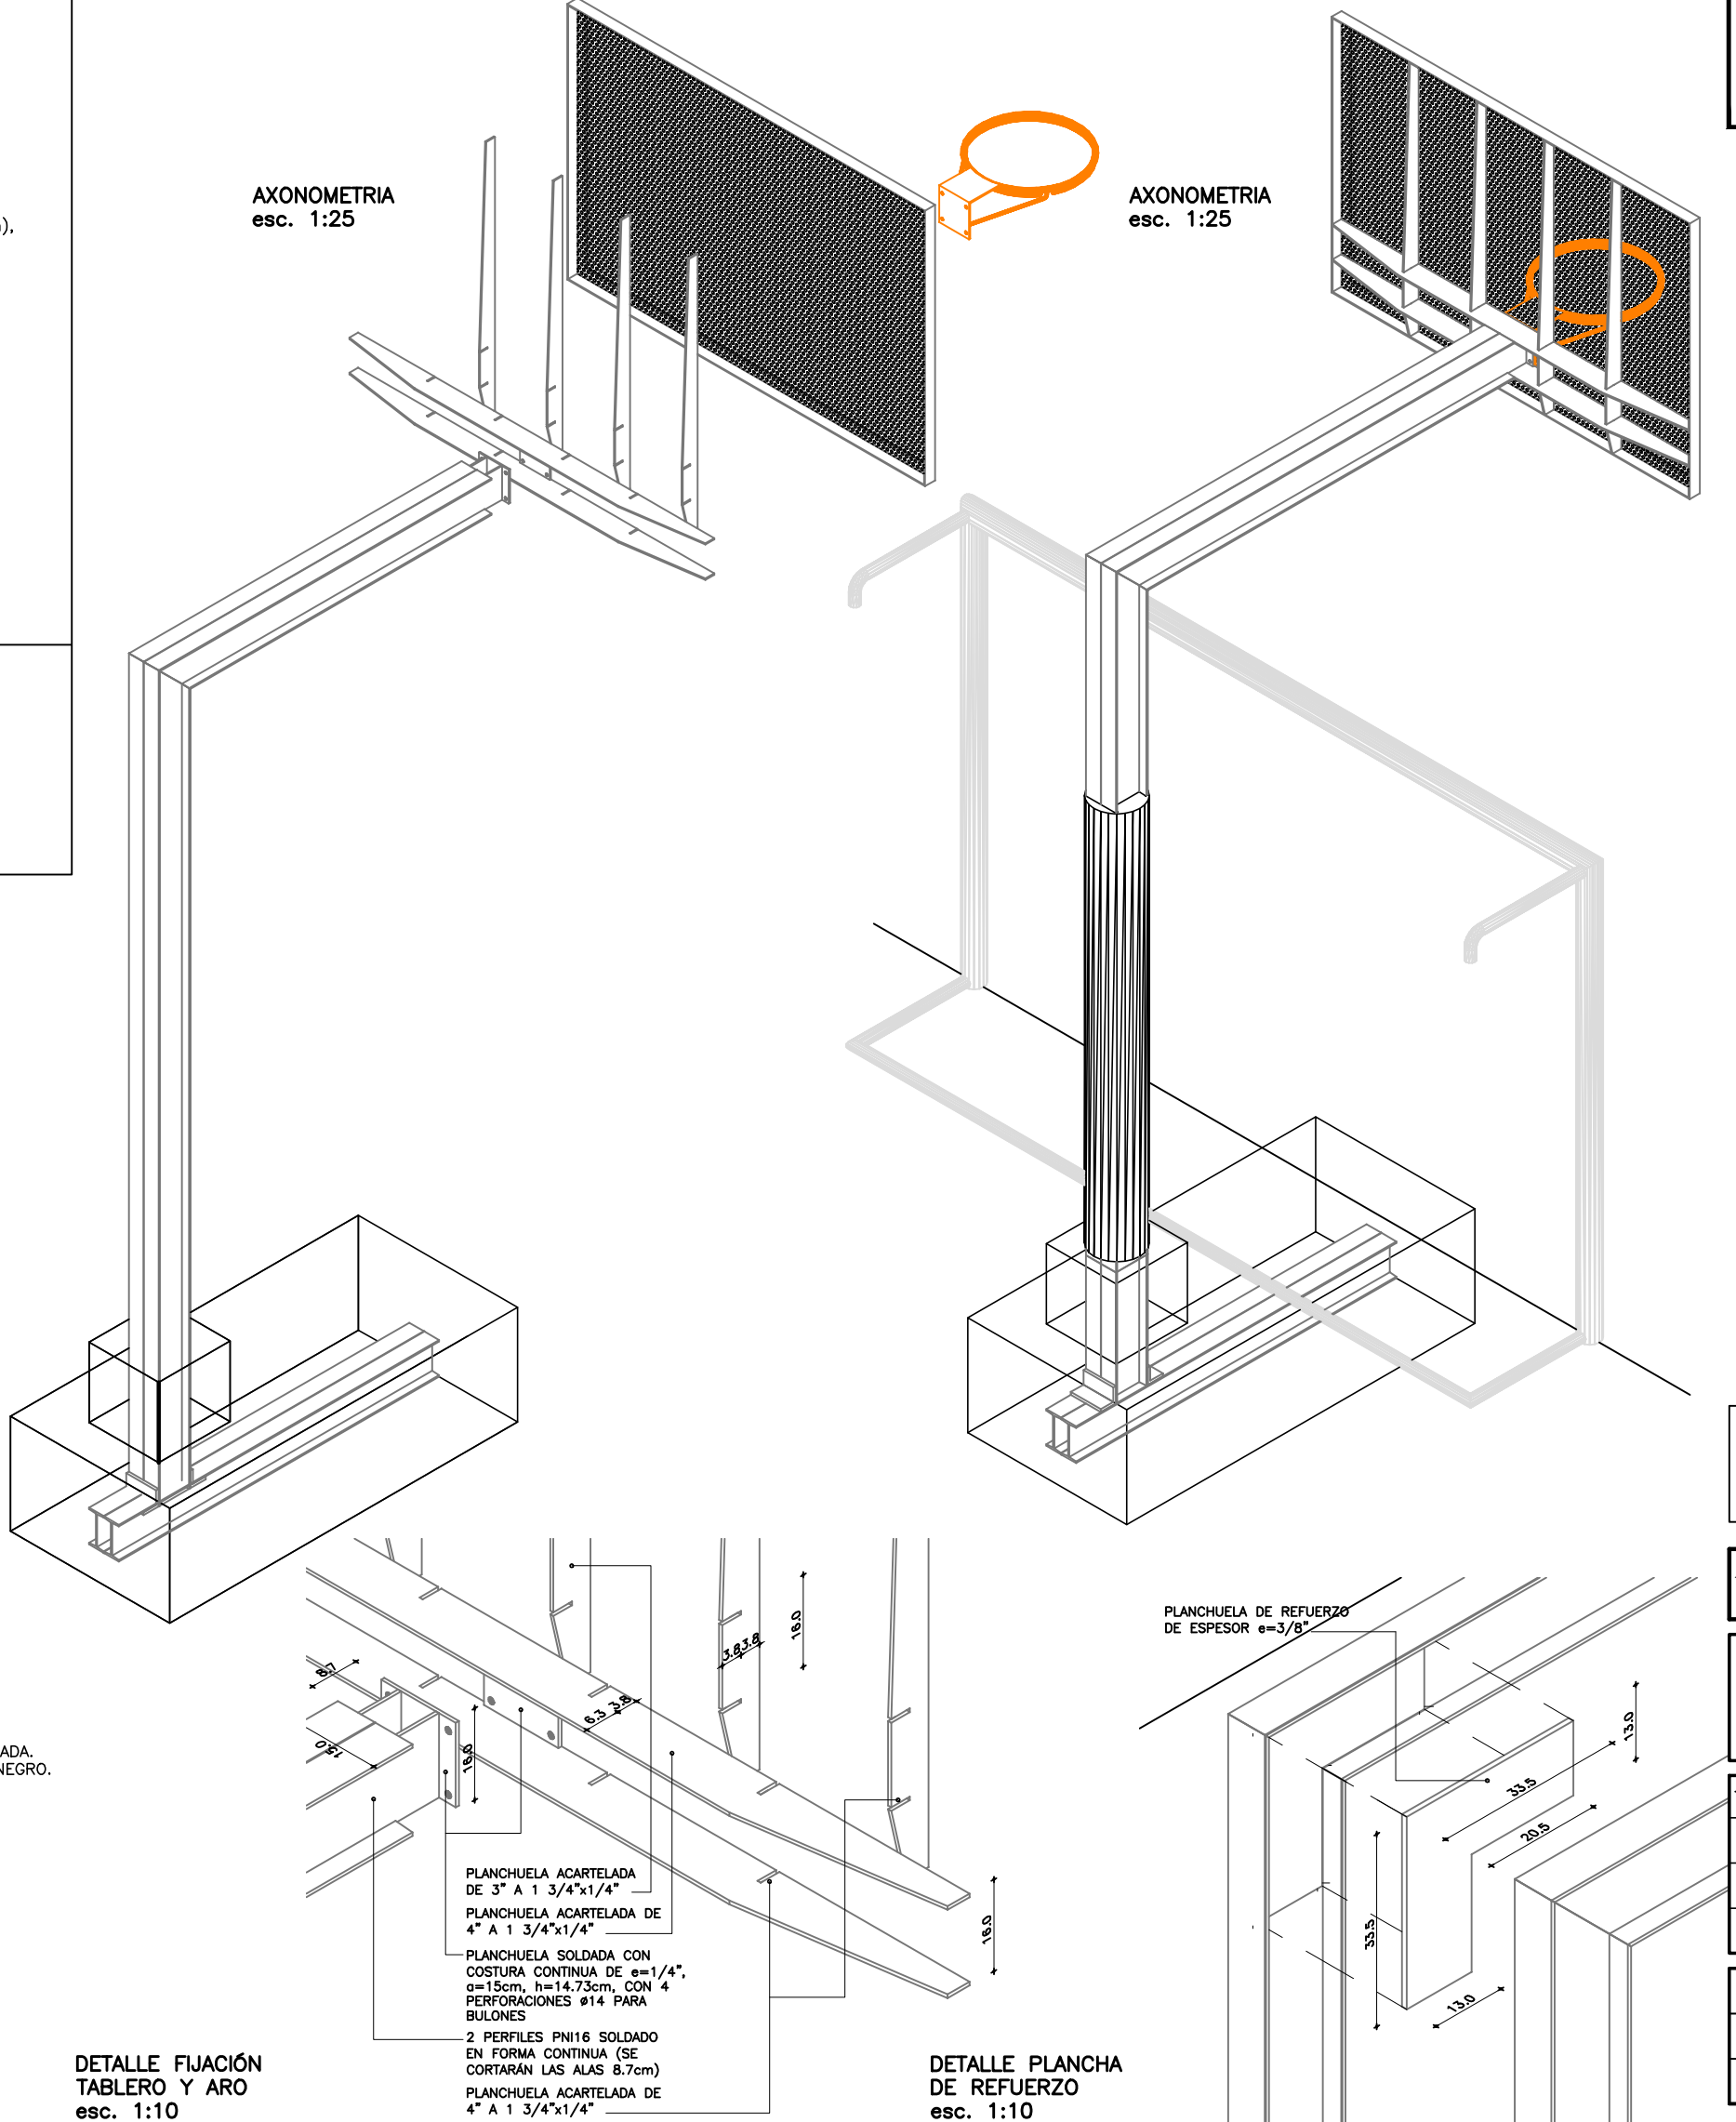 AXONOMETRIA
esc. 1:25
AXONOMETRIA
esc. 1:25
),
ADA.
NEGRO.
8.7
15.0
16.0
3.8
3.8
16.0
6.3
3.8
16.0
PLANCHUELA ACARTELADA
DE 3" A 1 3/4"x1/4"
PLANCHUELA ACARTELADA DE
4" A 1 3/4"x1/4"
PLANCHUELA SOLDADA CON
COSTURA CONTINUA DE e=1/4",
a=15cm, h=14.73cm, CON 4
PERFORACIONES ø14 PARA
BULONES
2 PERFILES PNI16 SOLDADO
EN FORMA CONTINUA (SE
CORTARÁN LAS ALAS 8.7cm)
PLANCHUELA ACARTELADA DE
4" A 1 3/4"x1/4"
DETALLE FIJACIÓN
TABLERO Y ARO
esc. 1:10
PLANCHUELA DE REFUERZO
DE ESPESOR e=3/8"
13.0
33.5
20.5
33.5
13.0
DETALLE PLANCHA
DE REFUERZO
esc. 1:10